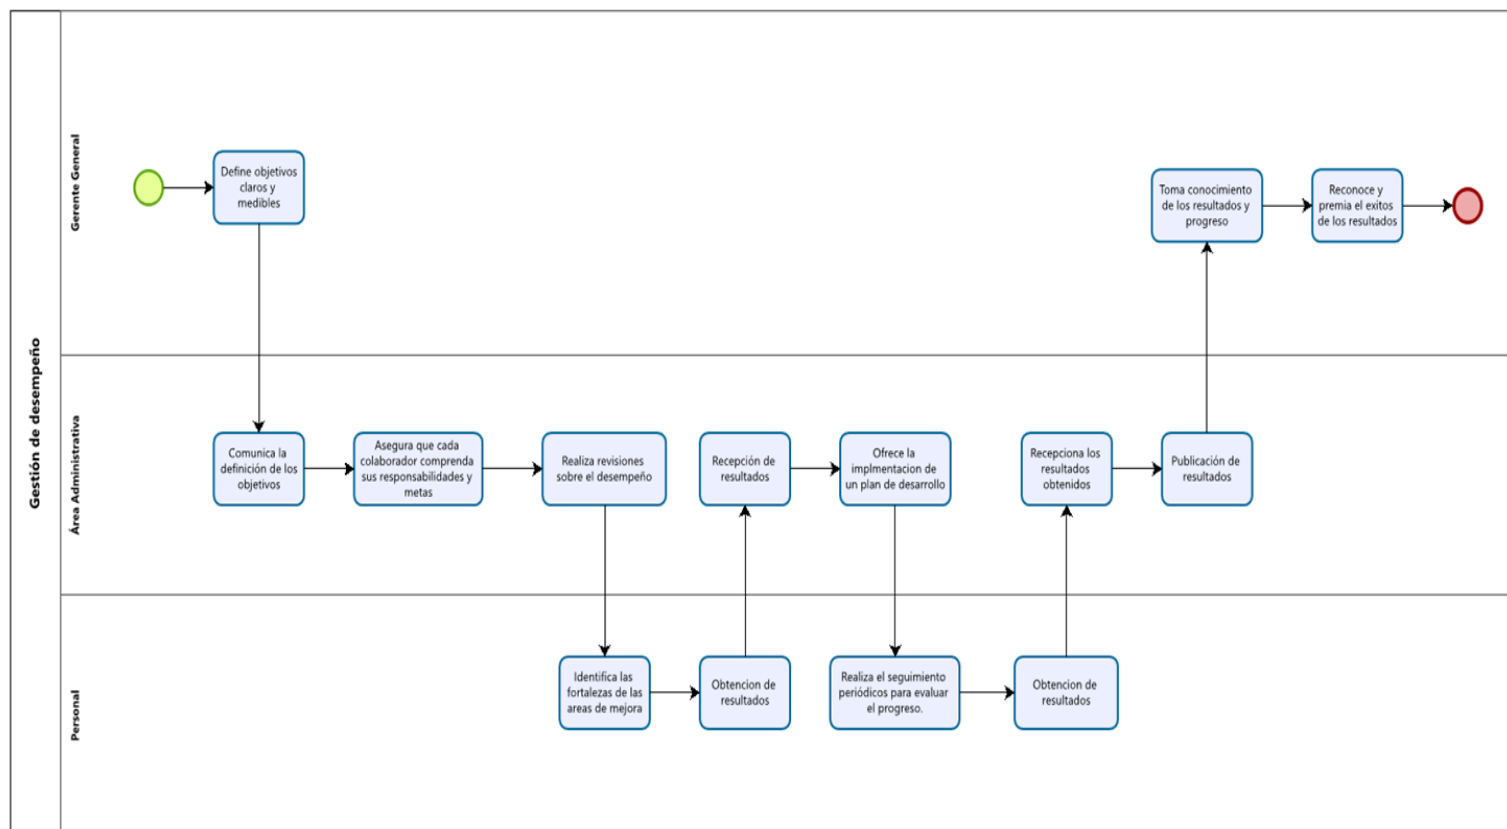 Gestión de desempeño
Gerente General
Define objetivos
claros y
medibles
Toma conocimiento
de los resultados y
progreso
Reconoce y
premia el exitos
de los resultados
Área Administrativa
Comunica la
definición de los
objetivos
Asegura que cada
colaborador comprenda
sus responsabilidades y
metas
Realiza revisiones
sobre el desempeño
Recepción de
resultados
Ofrece la
implmentacion de
un plan de desarrollo
Recepciona los
resultados
obtenidos
Publicación de
resultados
Personal
Identifica las
fortalezas de las
areas de mejora
Obtencion de
resultados
Realiza el seguimiento
periódicos para evaluar
el progreso.
Obtencion de
resultados